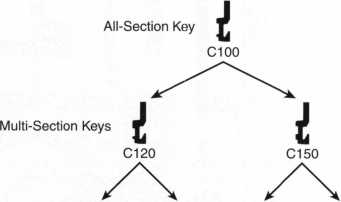 All-Section Key
C100
Multi-Section Keys
C120
C150